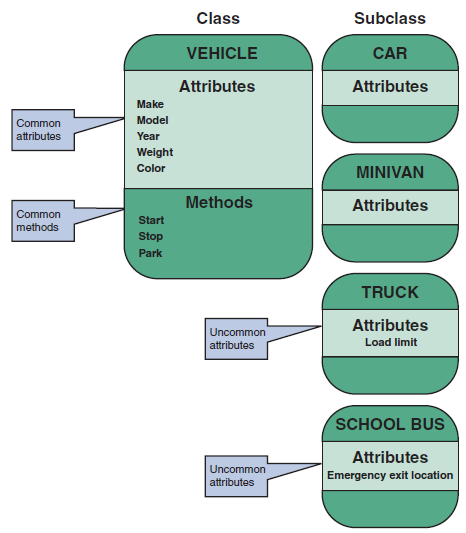 Class
Subclass
VEHICLE
Attributes
Make
Model
Year
Weight
Color
Methods
Start
Stop
Park
Common
attributes
Common
methods
CAR
Attributes
MINIVAN
Attributes
TRUCK
Attributes
Load limit
Uncommon
attributes
SCHOOL BUS
Attributes
Emergency exit location
Uncommon
attributes